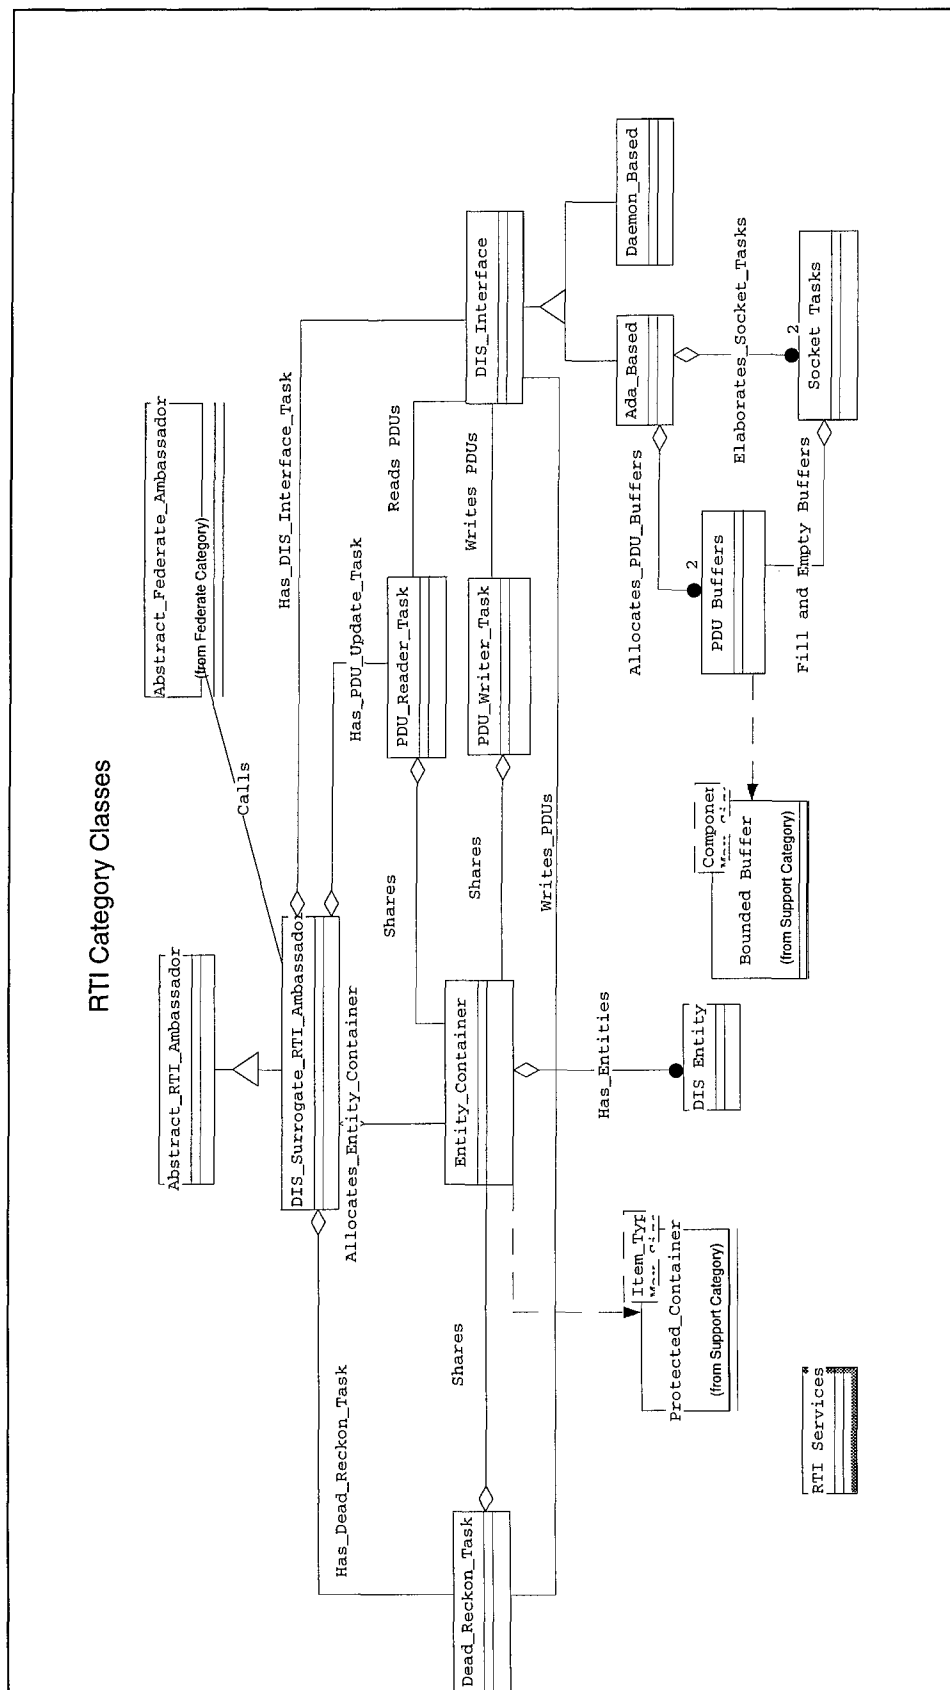 RTI Category Classes
Abstract_RTI_Ambassador
Abstract_Federate_Ambassador
(from Federate Category)
Calls
DIS_Surrogate_RTI_Ambassador
Has_DIS_Interface_Task
Has_Dead_Reckon_Task
Allocates_Entity_Container
Has_PDU_Update_Task
Shares
PDU_Reader_Task
Reads PDUs
Dead_Reckon_Task
Shares
Entity_Container
Shares
PDU_Writer_Task
Writes PDUs
DIS_Interface
Writes_PDUs
Has_Entities
Item_Typ
Protected_Container
(from Support Category)
DIS Entity
Componer
Bounded Buffer
(from Support Category)
Allocates_PDU_Buffers
2
PDU Buffers
Ada_Based
Daemon_Based
Elaborates_Socket_Tasks
2
Fill and Empty Buffers
Socket Tasks
RTI Services